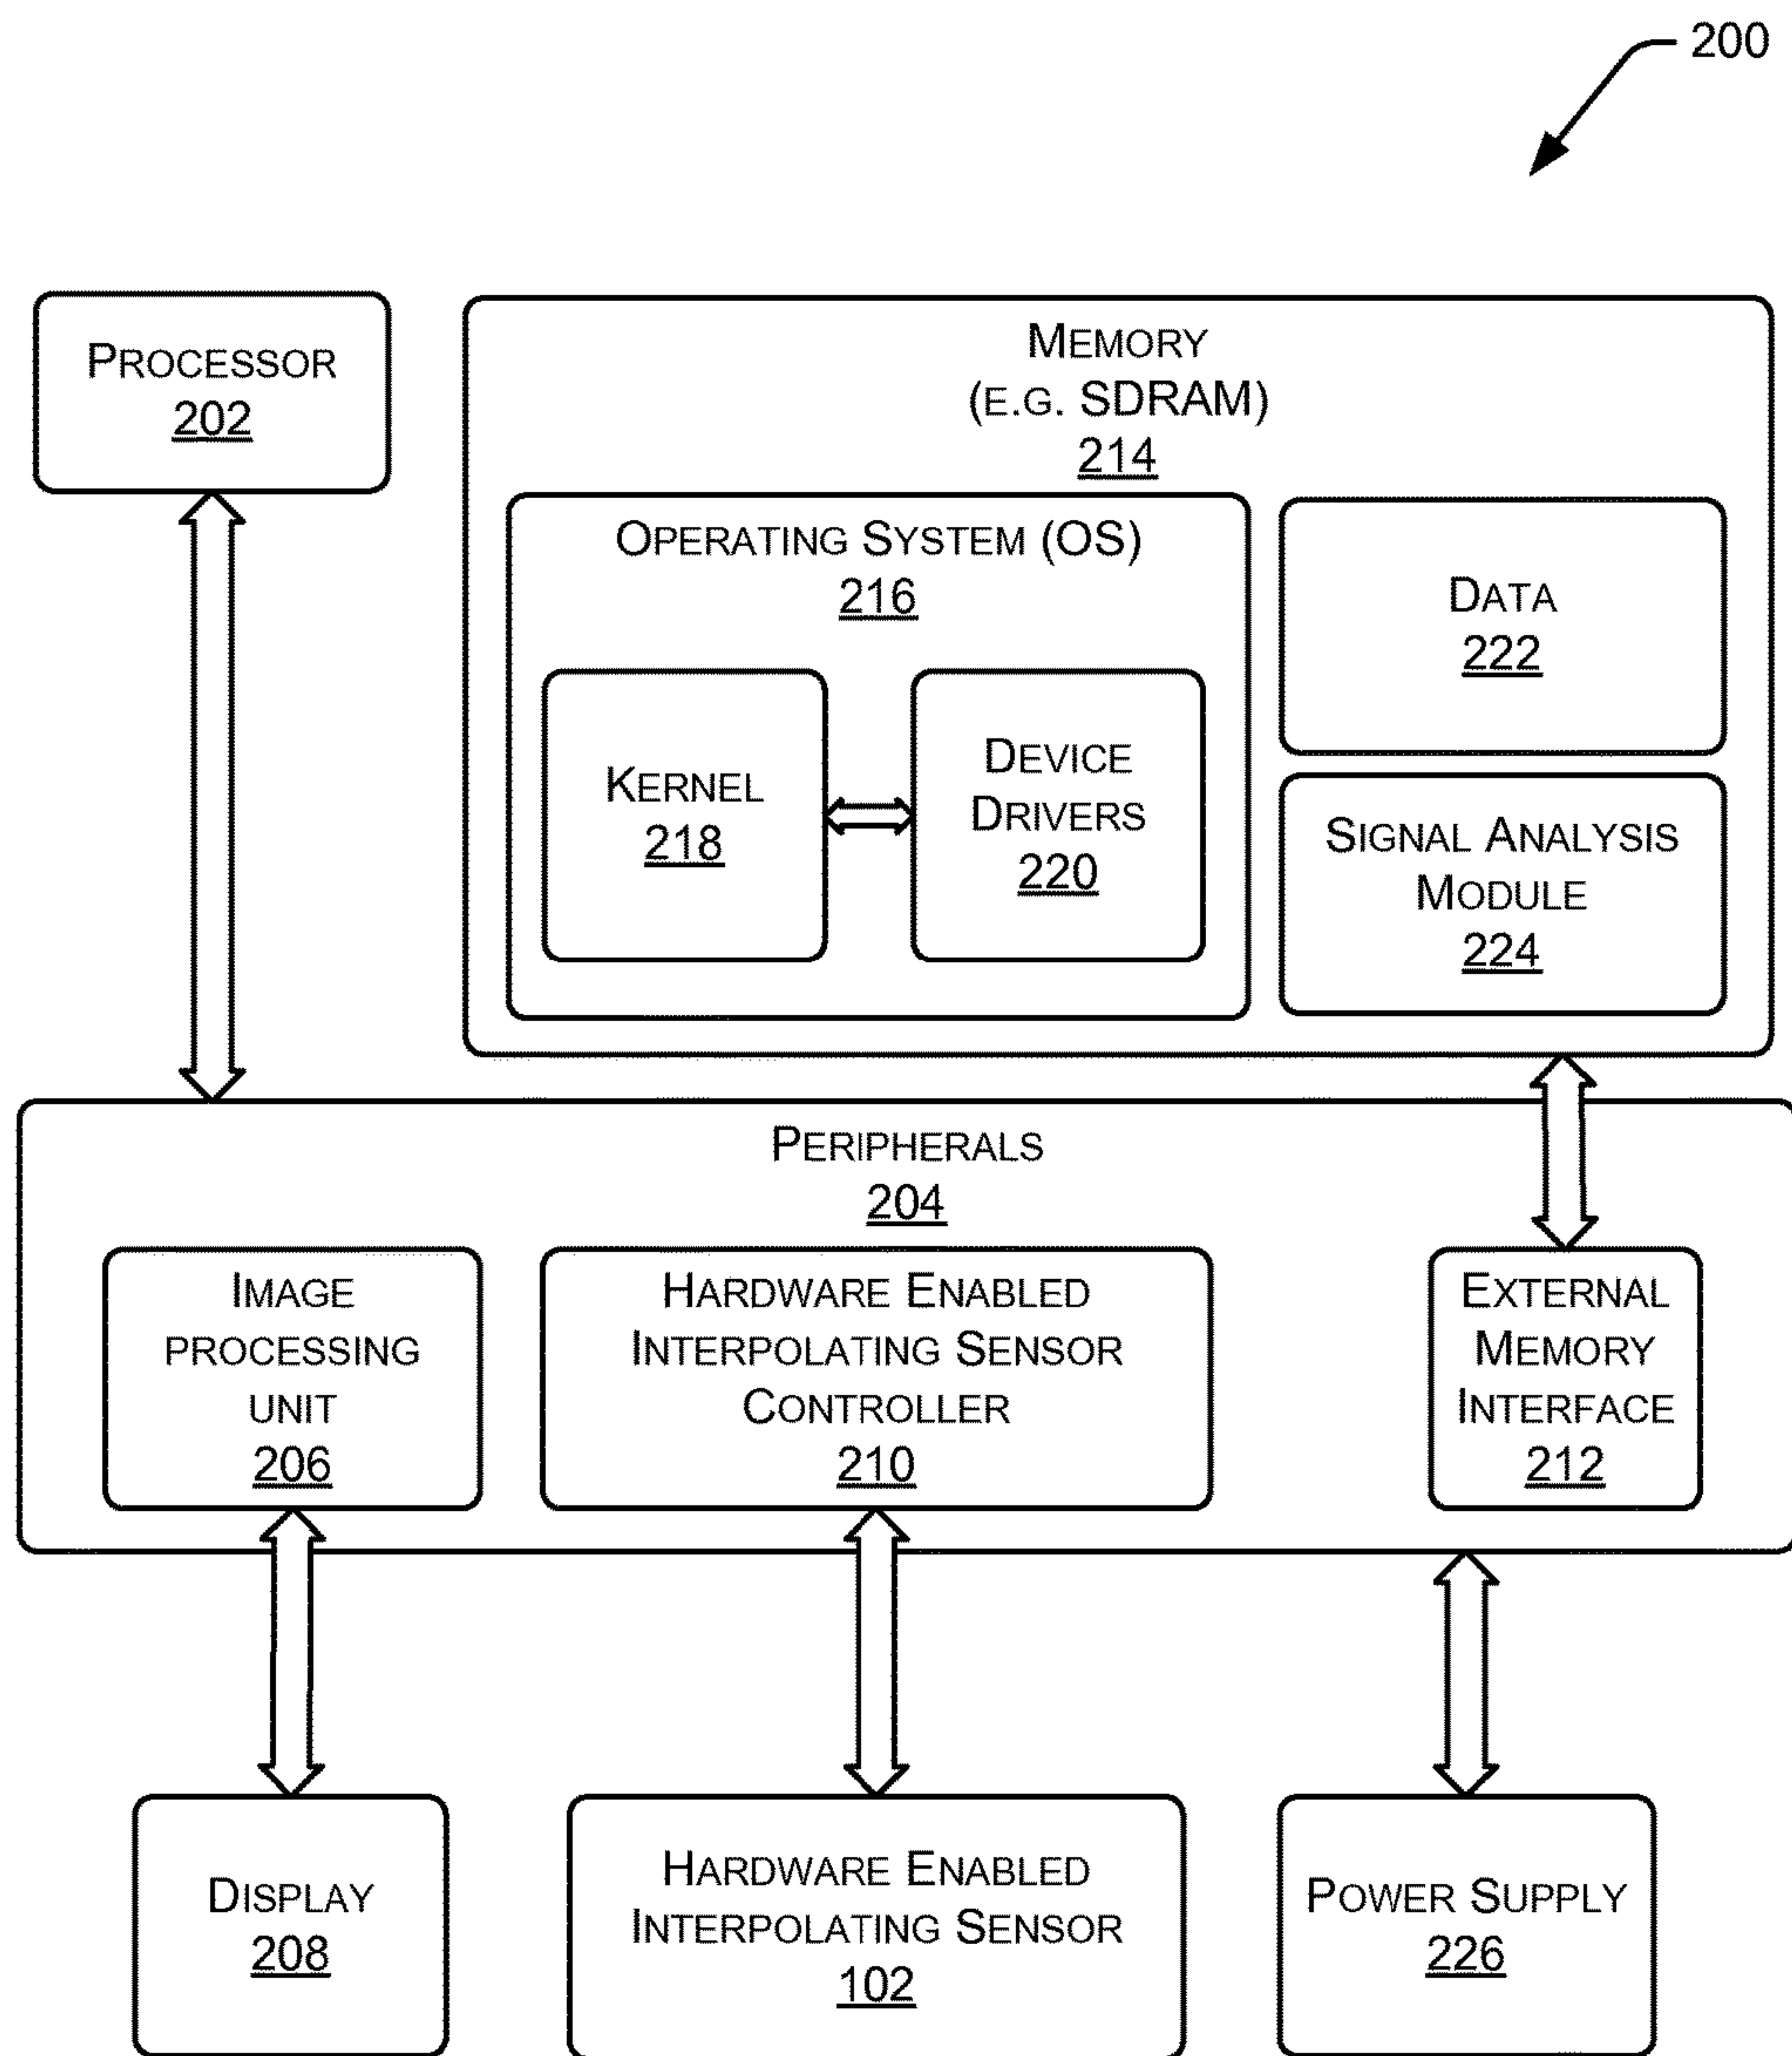 200
PROCESSOR
202
MEMORY
(E.G. SDRAM)
214
OPERATING SYSTEM (OS)
216
KERNEL
218
DEVICE
DRIVERS
220
DATA
222
SIGNAL ANALYSIS
MODULE
224
PERIPHERALS
204
IMAGE
PROCESSING
UNIT
206
HARDWARE ENABLED
INTERPOLATING SENSOR
CONTROLLER
210
EXTERNAL
MEMORY
INTERFACE
212
DISPLAY
208
HARDWARE ENABLED
INTERPOLATING SENSOR
102
POWER SUPPLY
226